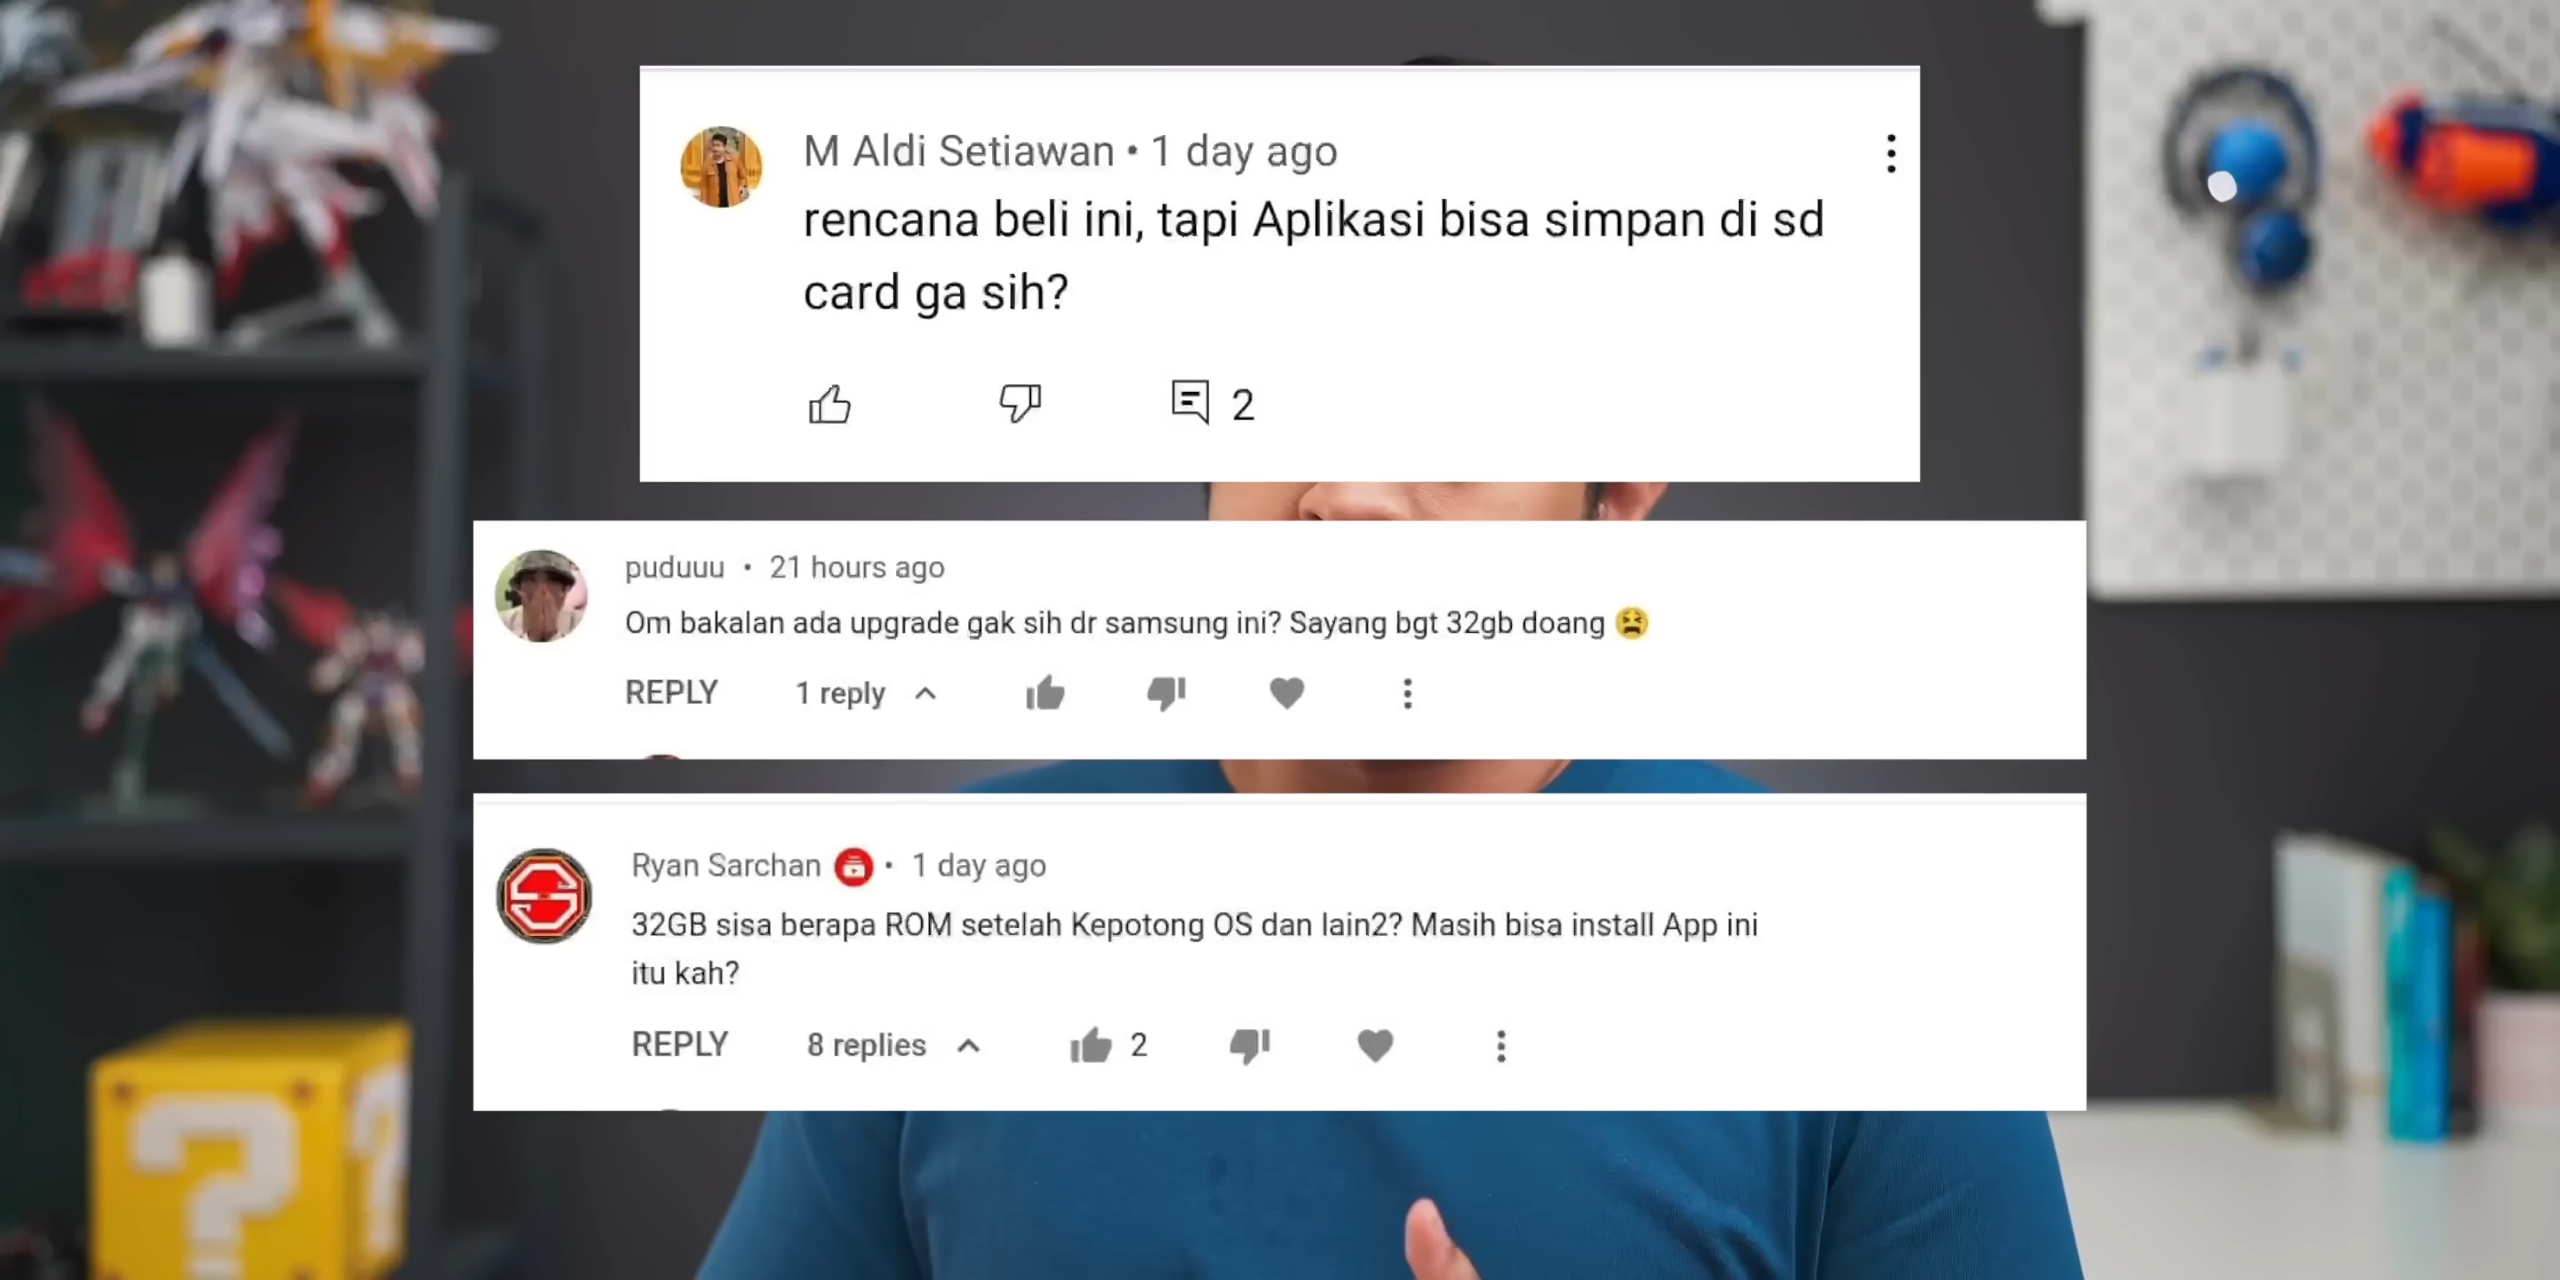 M Aldi Setiawan • 1 day ago
rencana beli ini, tapi Aplikasi bisa simpan di sd
card ga sih?
2
puduuu • 21 hours ago
Om bakalan ada upgrade gak sih dr samsung ini? Sayang bgt 32gb doang 😫
REPLY 1 reply
Ryan Sarchan • 1 day ago
32GB sisa berapa ROM setelah Kepotong OS dan lain2? Masih bisa install App ini
itu kah?
REPLY 8 replies 2
?